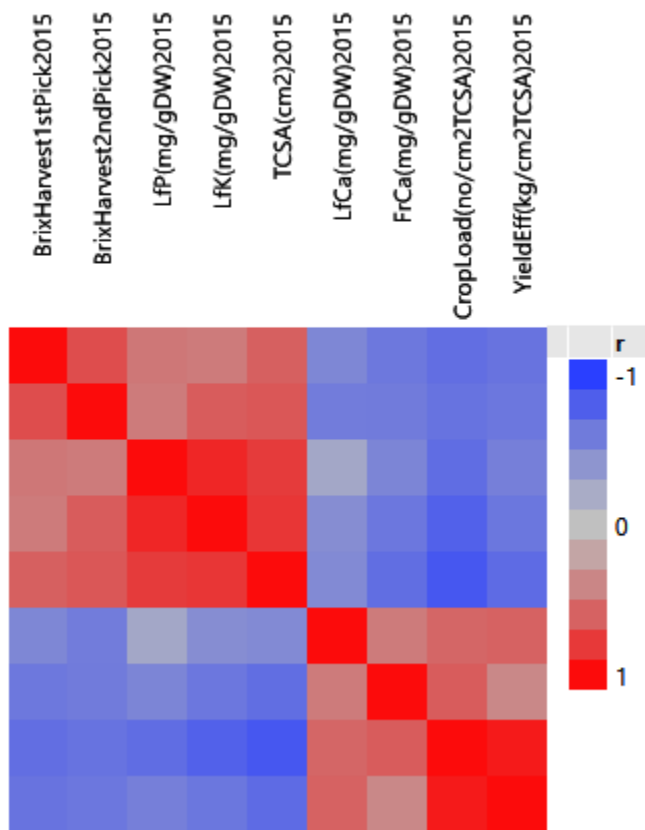 BrixHarvest1stPick2015
BrixHarvest2ndPick2015
LfP(mg/gDW)2015
LfK(mg/gDW)2015
TCSA(cm2)2015
LfCa(mg/gDW)2015
FrCa(mg/gDW)2015
CropLoad(no/cm2TCSA)2015
YieldEff(kg/cm2TCSA)2015
r
-1
0
1